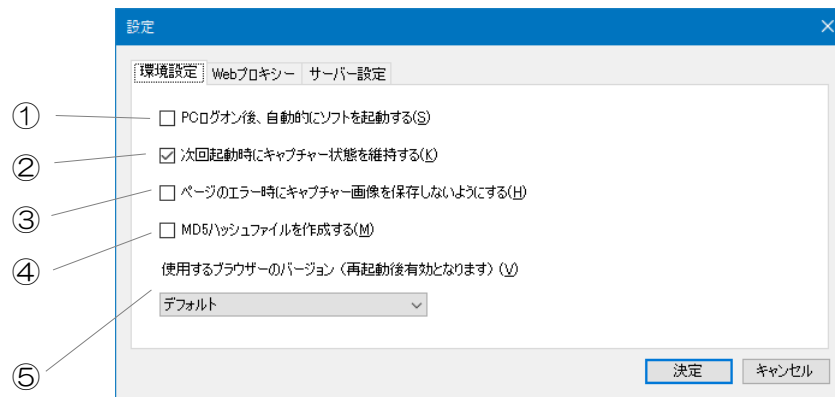 設定
環境設定 Webプロキシー サーバー設定
① PCログオン後、自動的にソフトを起動する(S)
② 次回起動時にキャプチャー状態を維持する(K)
③ ページのエラー時にキャプチャー画像を保存しないようにする(H)
④ MD5ハッシュファイルを作成する(M)
使用するブラウザーのバージョン（再起動後有効となります）(V)
デフォルト
⑤
決定 キャンセル